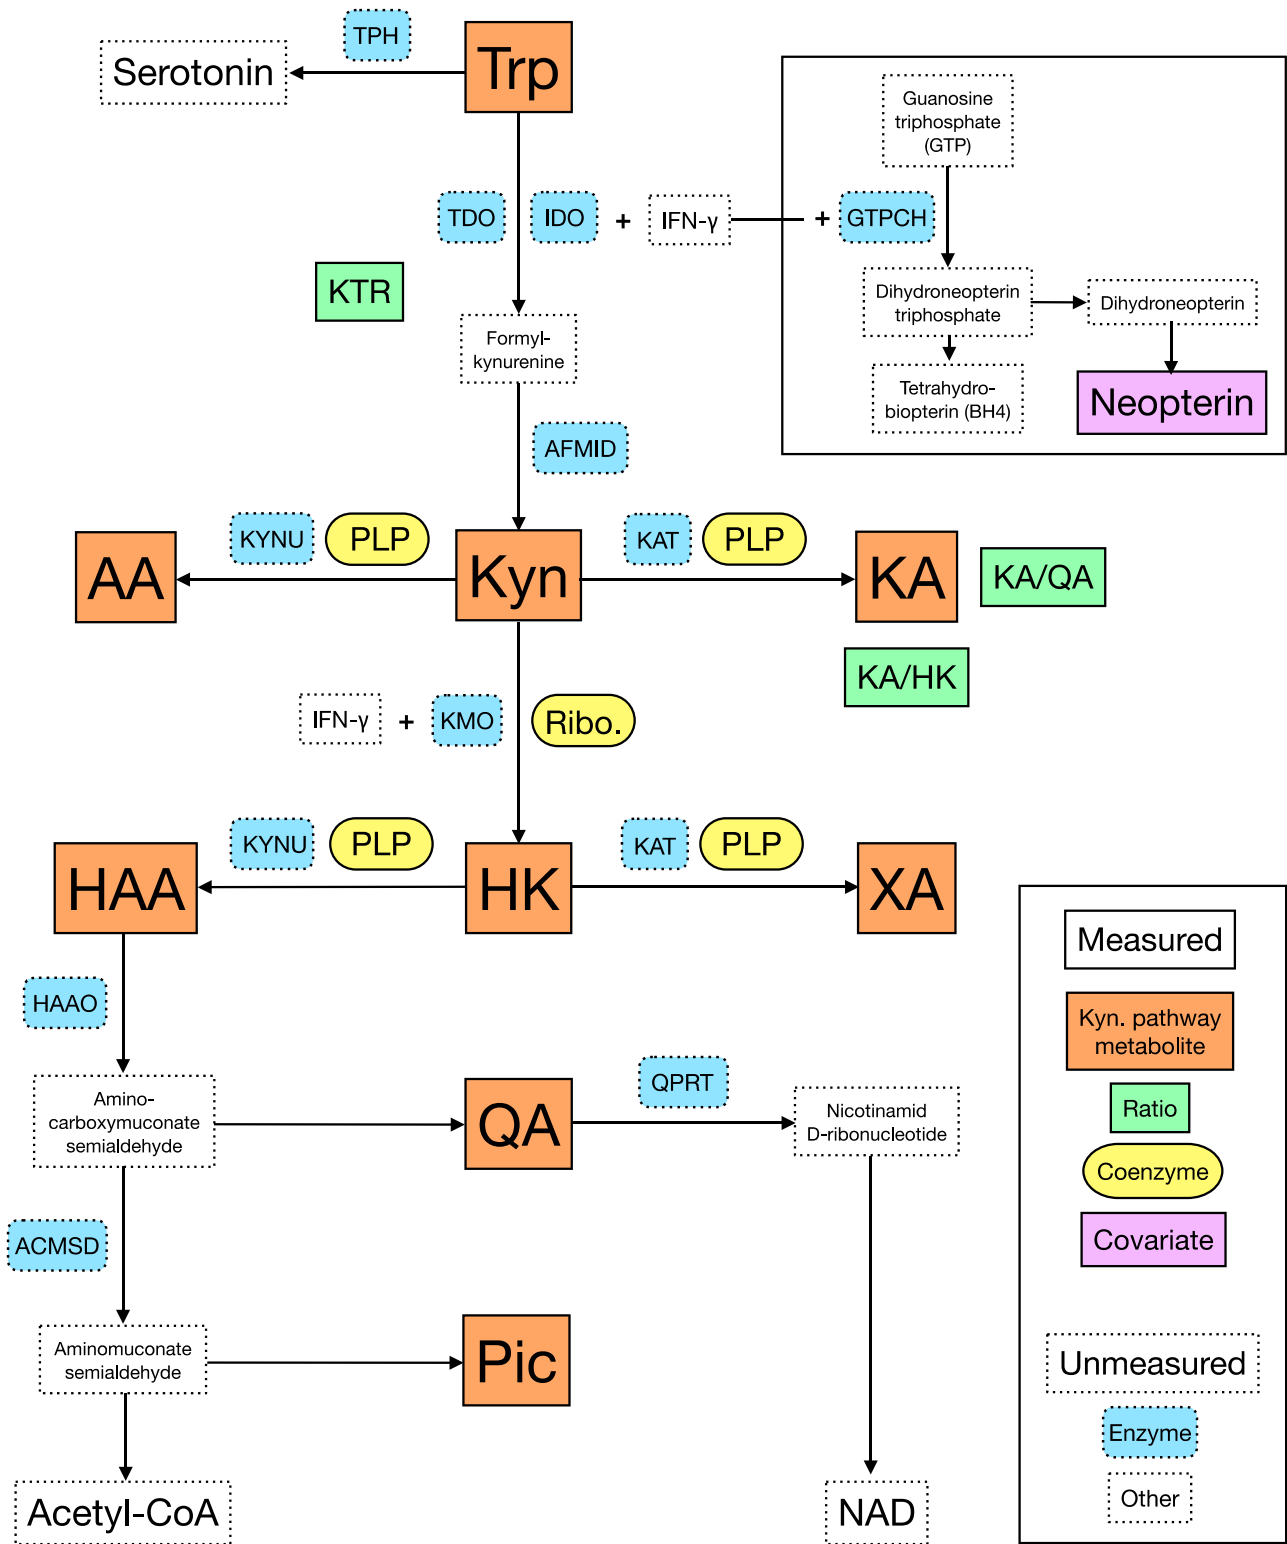 TPH
Serotonin
Trp
Guanosine
triphosphate
(GTP)
TDO
IDO
+
IFN-γ
+
GTPCH
KTR
Dihydroneopterin
triphosphate
Dihydroneopterin
Formyl-
kynurenine
Tetrahydro-
biopterin (BH4)
Neopterin
AFMID
KYNU
PLP
KAT
PLP
AA
Kyn
KA
KA/QA
KA/HK
IFN-γ
+
KMO
Ribo.
KYNU
PLP
KAT
PLP
HAA
HK
XA
Measured
HAAO
Kyn. pathway
metabolite
Amino-
carboxymuconate
semialdehyde
QA
QPRT
Nicotinamid
D-ribonucleotide
Ratio
Coenzyme
ACMSD
Covariate
Aminomuconate
semialdehyde
Pic
Unmeasured
Enzyme
Acetyl-CoA
NAD
Other